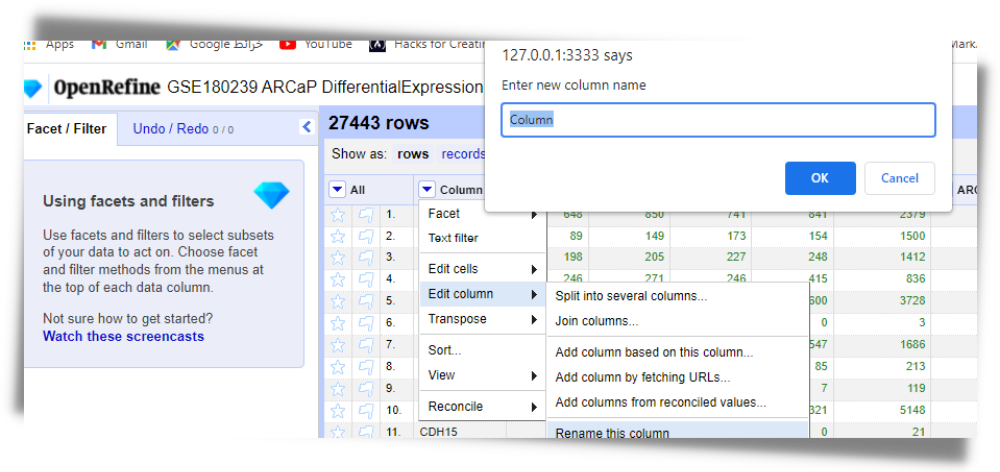 Apps Gmail Google خرائط YouTube Hacks for Creati
127.0.0.1:3333 says
Enter new column name
Column
OK Cancel
OpenRefine GSE180239 ARCaP DifferentialExpression
Facet / Filter Undo / Redo 0 / 0
27443 rows
Show as: rows records
All Column ARC
Using facets and filters
Use facets and filters to select subsets
of your data to act on. Choose facet
and filter methods from the menus at
the top of each data column.
Not sure how to get started?
Watch these screencasts
1. Facet 648 850 741 841 2379
2. Text filter 89 149 173 154 1500
3. 198 205 227 248 1412
4. Edit cells 246 271 246 415 836
5. Edit column Split into several columns... 3728
6. Transpose Join columns... 0 3
7. Sort... Add column based on this column... 547 1686
8. View Add column by fetching URLs... 85 213
9. 7 119
10. Reconcile Add columns from reconciled values... 321 5148
11. CDH15 Rename this column 0 21